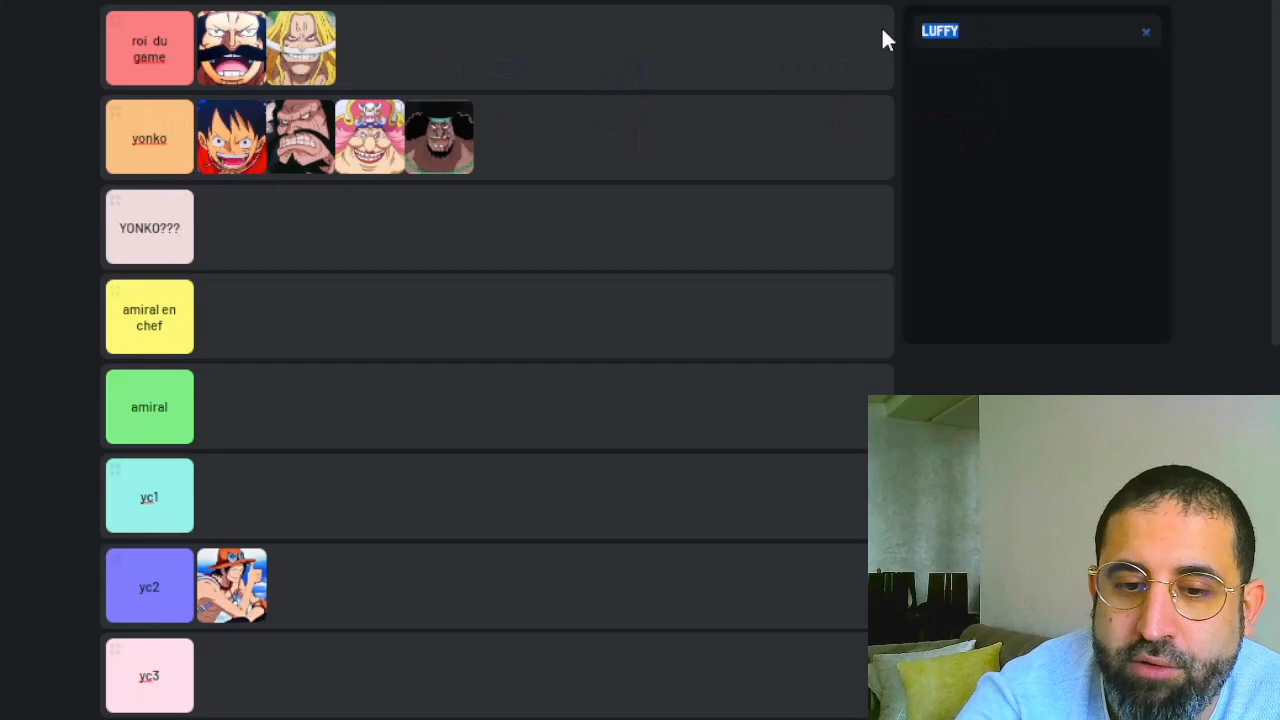 roi du
game
LUFFY
yonko
YONKO???
amiral en
chef
amiral
yc1
yc2
yc3